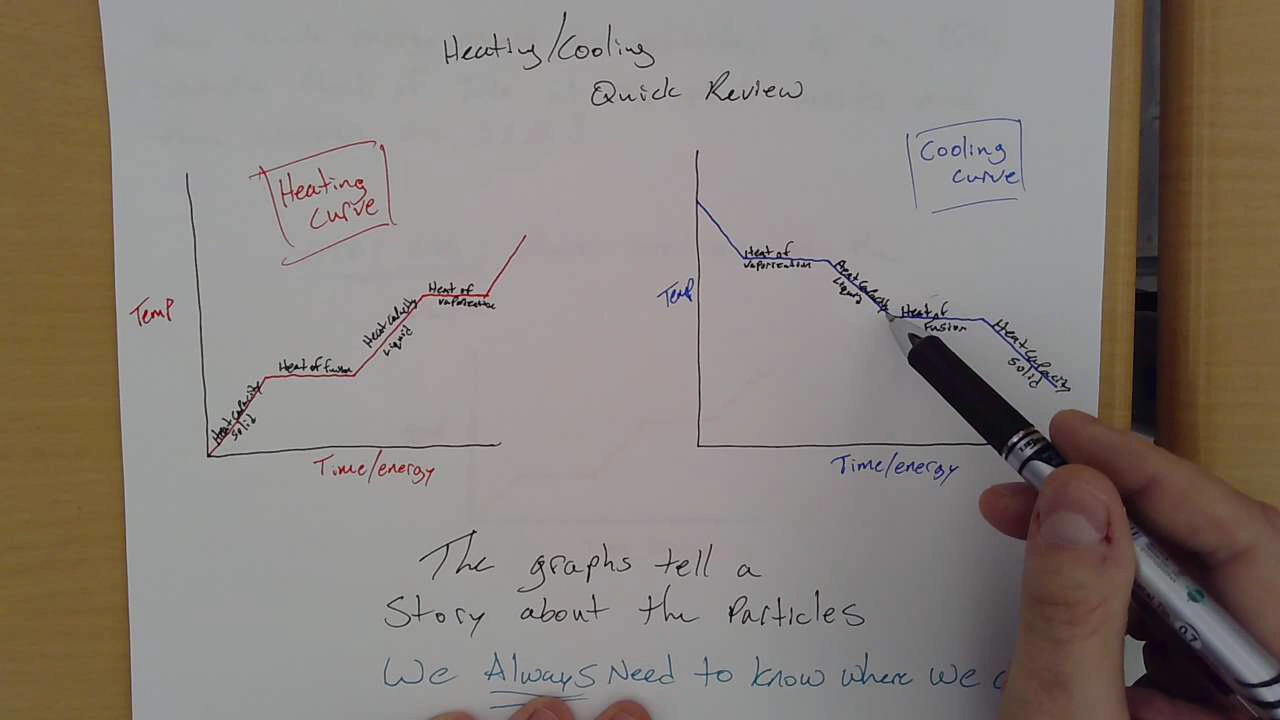 Heating/Cooling
Quick Review
Heating
Curve
Temp
Heat capacity
solid
Heat of fusion
Heat capacity
Liquid
Heat of
vaporization
Time/energy
Cooling
Curve
Temp
Heat of
vaporization
Heat capacity
Liquid
Heat of
Fusion
Heat capacity
solid
Time/energy
The graphs tell a
Story about the Particles
We Always Need to know where we
0.7